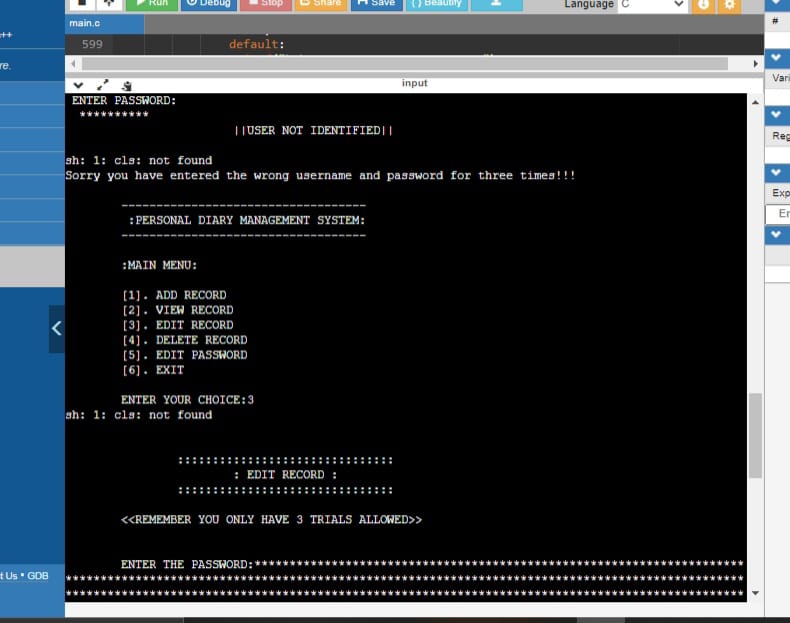 Run
Debug
Stop
Share
Save
{ } Beautify
Language C
++
main.c
#
599 default:
re.
input
Vari
ENTER PASSWORD:
**********
||USER NOT IDENTIFIED||
Reg
sh: 1: cls: not found
Sorry you have entered the wrong username and password for three times!!!
Exp
---------------------------------
:PERSONAL DIARY MANAGEMENT SYSTEM:
---------------------------------
:MAIN MENU:
[1]. ADD RECORD
[2]. VIEW RECORD
[3]. EDIT RECORD
[4]. DELETE RECORD
[5]. EDIT PASSWORD
[6]. EXIT
ENTER YOUR CHOICE:3
sh: 1: cls: not found
:::::::::::::::::::::::::::::::
: EDIT RECORD :
:::::::::::::::::::::::::::::::
<<REMEMBER YOU ONLY HAVE 3 TRIALS ALLOWED>>
ENTER THE PASSWORD:**********************************************************************
*************************************************************************************************
*************************************************************************************************
t Us • GDB